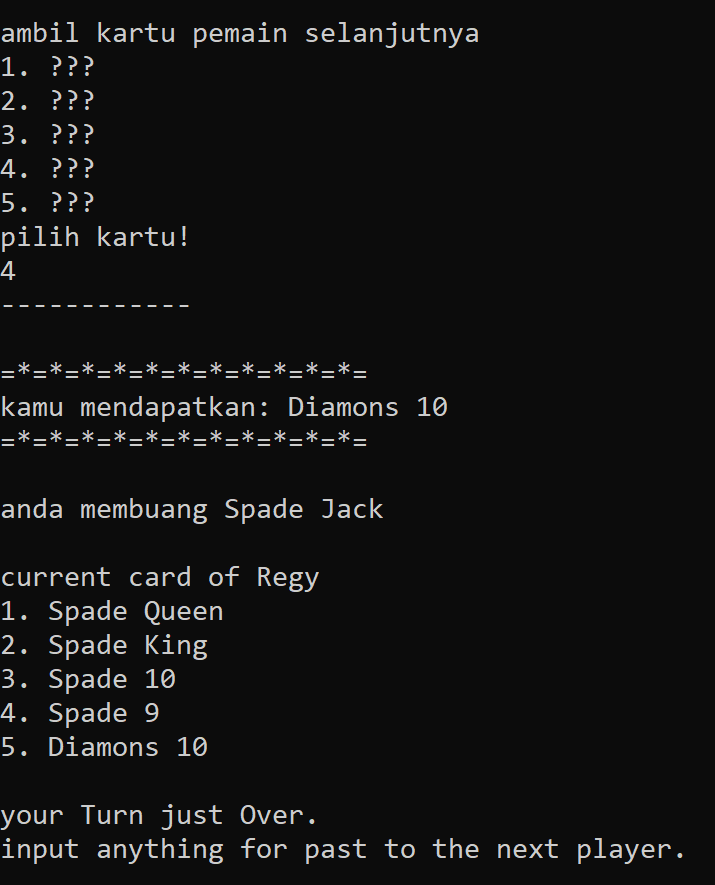 ambil kartu pemain selanjutnya
1. ???
2. ???
3. ???
4. ???
5. ???
pilih kartu!
4
------------
=*=*=*=*=*=*=*=*=*=*=*=
kamu mendapatkan: Diamons 10
=*=*=*=*=*=*=*=*=*=*=*=
anda membuang Spade Jack
current card of Regy
1. Spade Queen
2. Spade King
3. Spade 10
4. Spade 9
5. Diamons 10
your Turn just Over.
input anything for past to the next player.